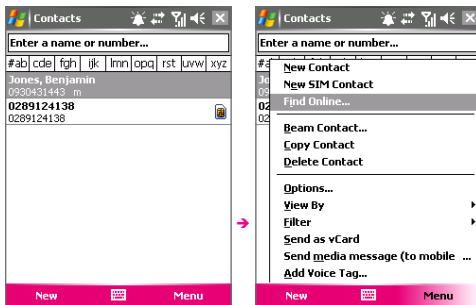 Contacts
Enter a name or number...
#ab cde fgh ijk lmn opq rst uvw xyz
Jones, Benjamin
0930431443 m
0289124138
0289124138
New Menu
Contacts
Enter a name or number...
New Contact
New SIM Contact
Find Online...
Beam Contact...
Copy Contact
Delete Contact
Options...
View By
Filter
Send as vCard
Send media message (to mobile ...
Add Voice Tag...
New Menu